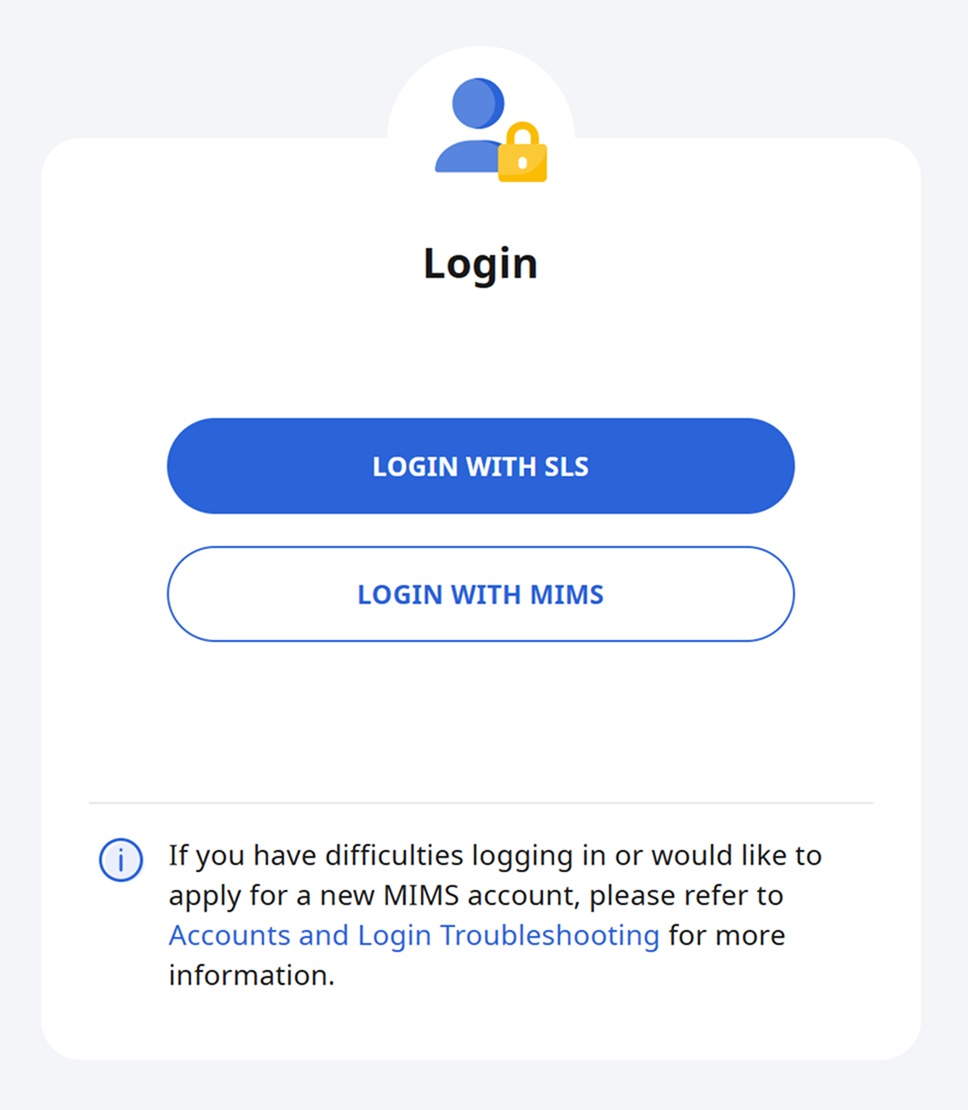 Login
LOGIN WITH SLS
LOGIN WITH MIMS
If you have difficulties logging in or would like to
apply for a new MIMS account, please refer to
Accounts and Login Troubleshooting for more
information.